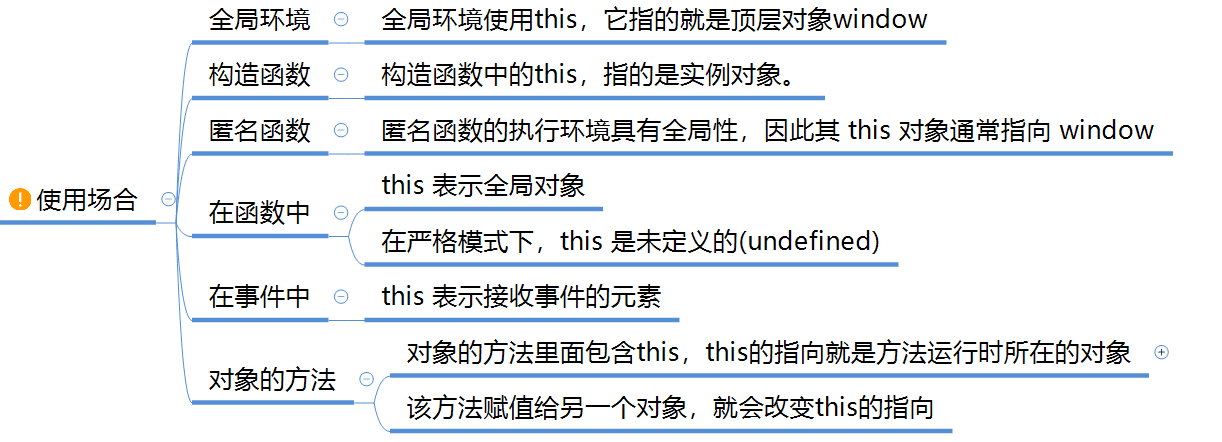 使用场合
全局环境
全局环境使用this，它指的就是顶层对象window
构造函数
构造函数中的this，指的是实例对象。
匿名函数
匿名函数的执行环境具有全局性，因此其 this 对象通常指向 window
在函数中
this 表示全局对象
在严格模式下，this 是未定义的(undefined)
在事件中
this 表示接收事件的元素
对象的方法
对象的方法里面包含this，this的指向就是方法运行时所在的对象
该方法赋值给另一个对象，就会改变this的指向